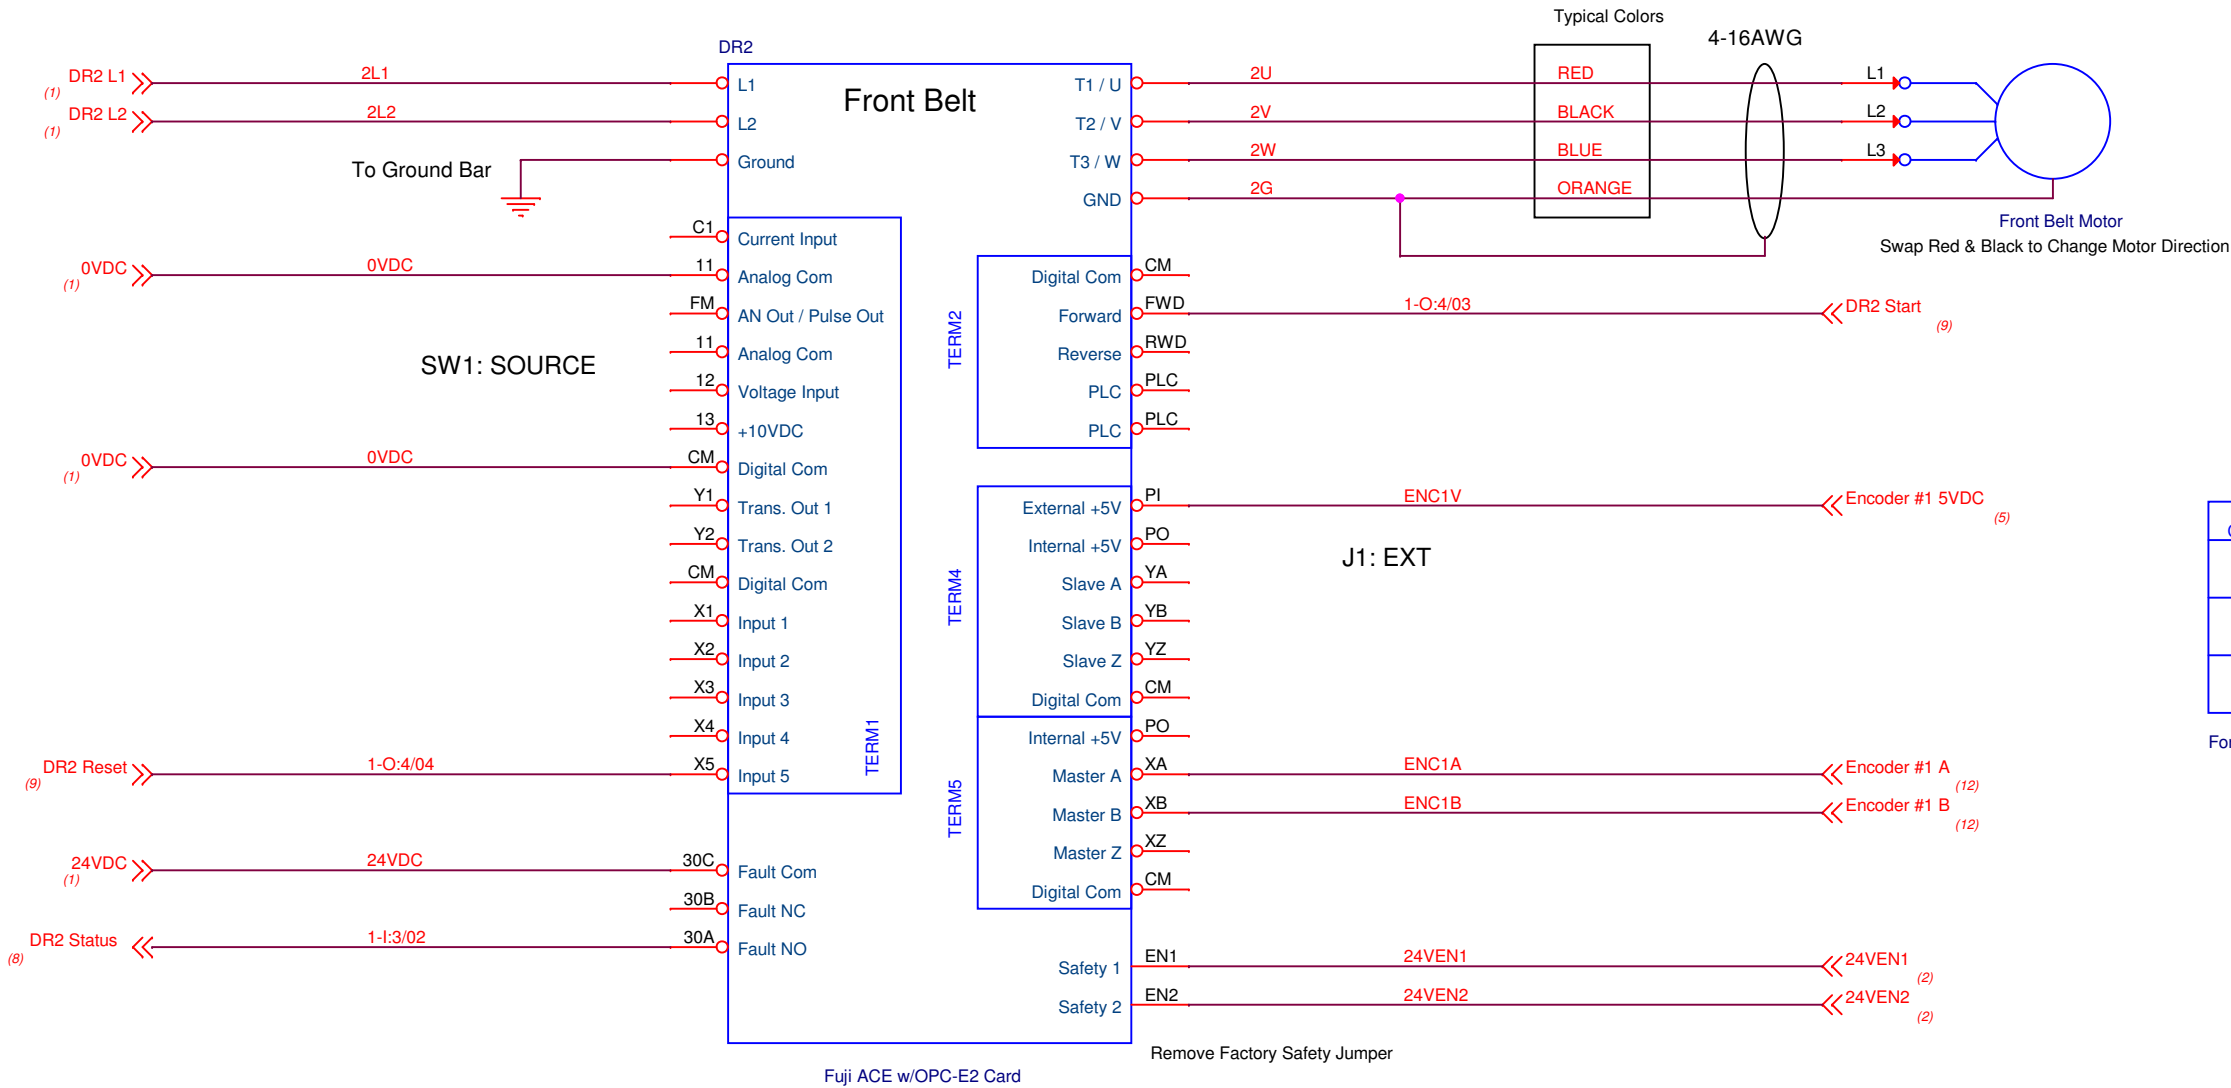 Typical Colors
4-16AWG
DR2
Front Belt
DR2 L1
(1)
2L1
L1
DR2 L2
(1)
2L2
L2
To Ground Bar
Ground
T1 / U
2U
RED
L1
T2 / V
2V
BLACK
L2
T3 / W
2W
BLUE
L3
GND
2G
ORANGE
Front Belt Motor
Swap Red & Black to Change Motor Direction
C1
Current Input
0VDC
(1)
0VDC
11
Analog Com
FM
AN Out / Pulse Out
11
Analog Com
SW1: SOURCE
12
Voltage Input
13
+10VDC
0VDC
(1)
0VDC
CM
Digital Com
Y1
Trans. Out 1
Y2
Trans. Out 2
CM
Digital Com
X1
Input 1
X2
Input 2
X3
Input 3
X4
Input 4
DR2 Reset
(9)
1-O:4/04
X5
Input 5
TERM1
24VDC
(1)
24VDC
30C
Fault Com
30B
Fault NC
DR2 Status
(8)
1-I:3/02
30A
Fault NO
TERM2
Digital Com
CM
Forward
FWD
1-O:4/03
DR2 Start
(9)
Reverse
RWD
PLC
PLC
PLC
PLC
TERM4
External +5V
PI
ENC1V
Encoder #1 5VDC
(5)
Internal +5V
PO
J1: EXT
Slave A
YA
Slave B
YB
Slave Z
YZ
Digital Com
CM
TERM5
Internal +5V
PO
Master A
XA
ENC1A
Encoder #1 A
(12)
Master B
XB
ENC1B
Encoder #1 B
(12)
Master Z
XZ
Digital Com
CM
Safety 1
EN1
24VEN1
24VEN1
(2)
Safety 2
EN2
24VEN2
24VEN2
(2)
Remove Factory Safety Jumper
Fuji ACE w/OPC-E2 Card